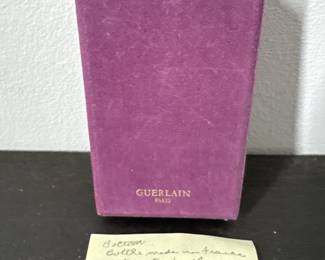 GUERLAIN
PARIS
Bottom
Bottle made in France